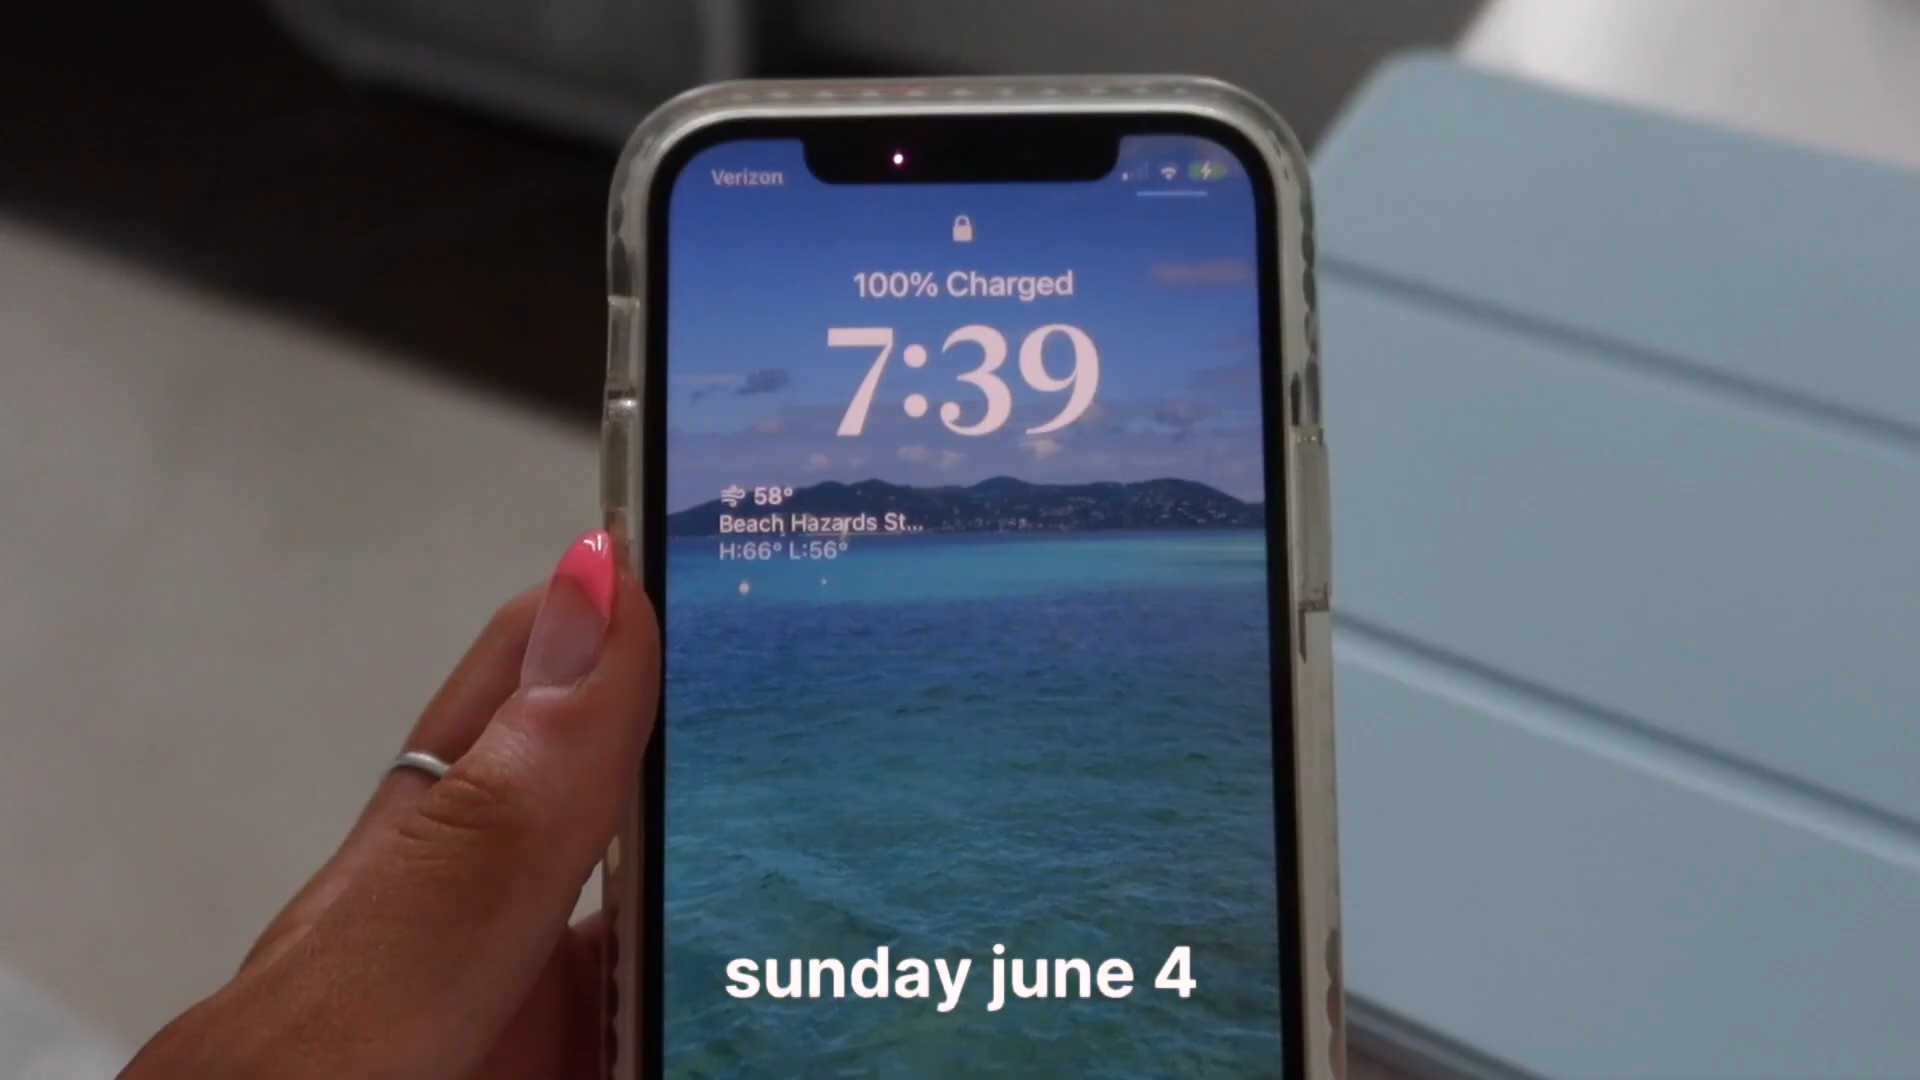 Verizon
100% Charged
7:39
58°
Beach Hazards St...
H:66° L:56°
sunday june 4